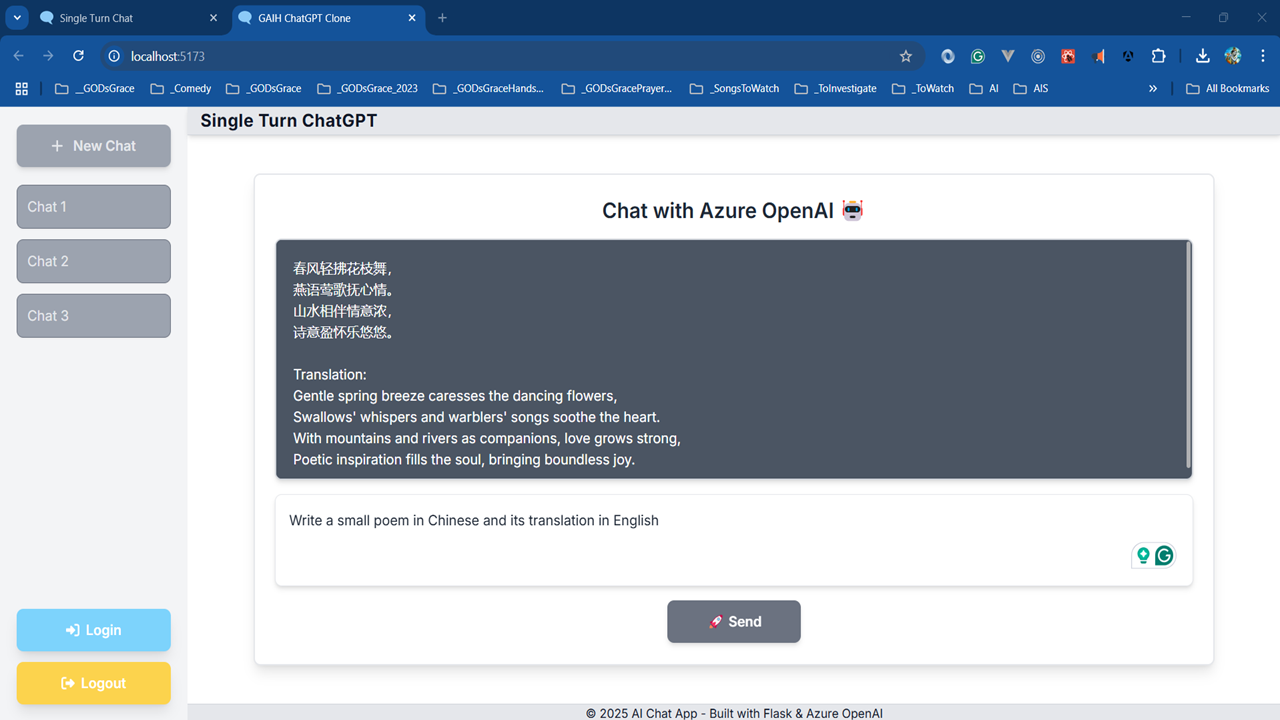 Single Turn Chat
GAIH ChatGPT Clone
localhost:5173
__GODsGrace
_Comedy
_GODsGrace
_GODsGrace_2023
_GODsGraceHands...
_GODsGracePrayer...
_SongsToWatch
_ToInvestigate
_ToWatch
AI
AIS
All Bookmarks
Single Turn ChatGPT
New Chat
Chat 1
Chat 2
Chat 3
Login
Logout
Chat with Azure OpenAI
春风轻拂花枝舞，
燕语莺歌抚心情。
山水相伴情意浓，
诗意盈怀乐悠悠。
Translation:
Gentle spring breeze caresses the dancing flowers,
Swallows' whispers and warblers' songs soothe the heart.
With mountains and rivers as companions, love grows strong,
Poetic inspiration fills the soul, bringing boundless joy.
Write a small poem in Chinese and its translation in English
Send
© 2025 AI Chat App - Built with Flask & Azure OpenAI